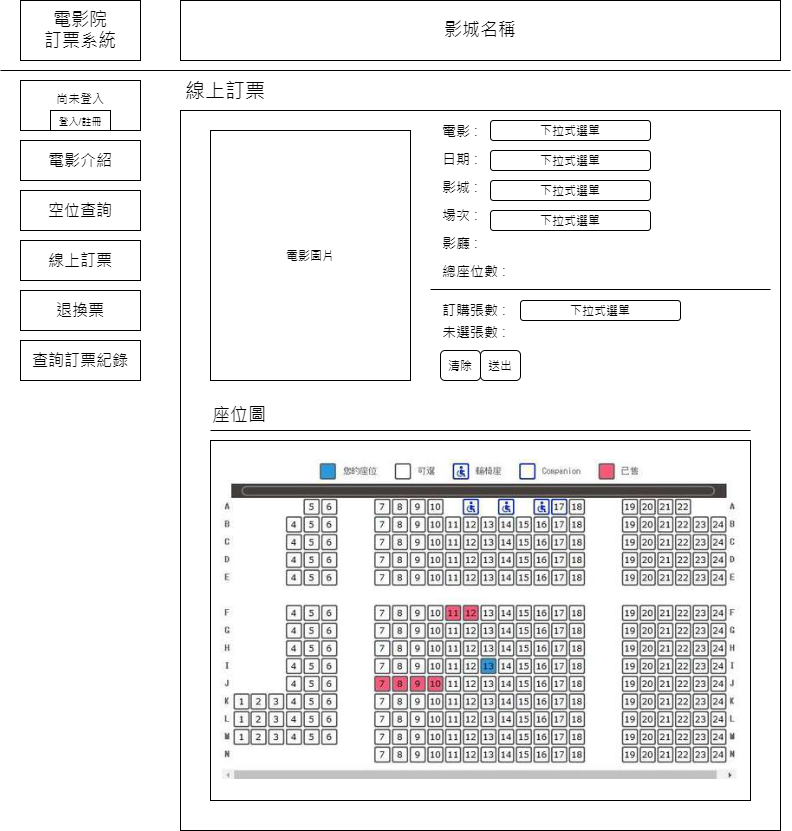 電影院
訂票系統
影城名稱
尚未登入
登入/註冊
電影介紹
空位查詢
線上訂票
退換票
查詢訂票紀錄
線上訂票
電影圖片
電影 : 下拉式選單
日期 : 下拉式選單
影城 : 下拉式選單
場次 : 下拉式選單
影廳 :
總座位數 :
訂購張數 : 下拉式選單
未選張數 :
清除 送出
座位圖
您的座位 可選 輪椅座 Companion 已售
A 5 6 7 8 9 10 17 18 19 20 21 22 A
B 4 5 6 7 8 9 10 11 12 13 14 15 16 17 18 19 20 21 22 23 24 B
C 4 5 6 7 8 9 10 11 12 13 14 15 16 17 18 19 20 21 22 23 24 C
D 4 5 6 7 8 9 10 11 12 13 14 15 16 17 18 19 20 21 22 23 24 D
E 4 5 6 7 8 9 10 11 12 13 14 15 16 17 18 19 20 21 22 23 24 E
F 4 5 6 7 8 9 10 11 12 13 14 15 16 17 18 19 20 21 22 23 24 F
G 4 5 6 7 8 9 10 11 12 13 14 15 16 17 18 19 20 21 22 23 24 G
H 4 5 6 7 8 9 10 11 12 13 14 15 16 17 18 19 20 21 22 23 24 H
I 4 5 6 7 8 9 10 11 12 13 14 15 16 17 18 19 20 21 22 23 24 I
J 4 5 6 7 8 9 10 11 12 13 14 15 16 17 18 19 20 21 22 23 24 J
K 1 2 3 4 5 6 7 8 9 10 11 12 13 14 15 16 17 18 19 20 21 22 23 24 K
L 1 2 3 4 5 6 7 8 9 10 11 12 13 14 15 16 17 18 19 20 21 22 23 24 L
M 1 2 3 4 5 6 7 8 9 10 11 12 13 14 15 16 17 18 19 20 21 22 23 24 M
N 7 8 9 10 11 12 13 14 15 16 17 18 19 20 21 22 23 24 N